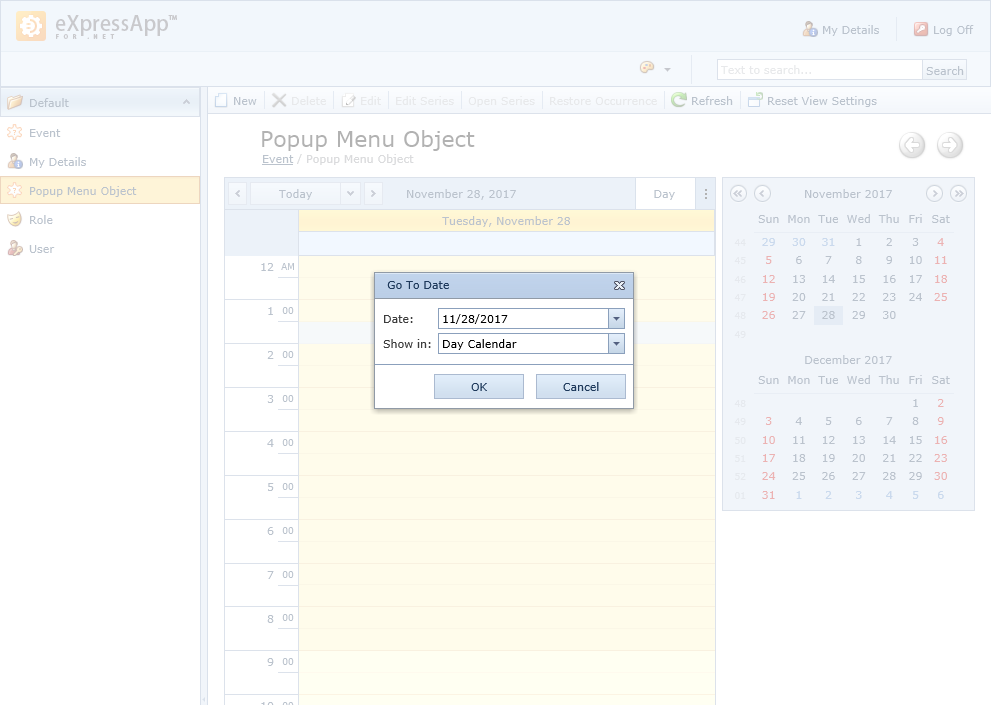 eXpressApp™
FOR .NET
My Details
Log Off
Text to search...
Search
Default
Event
My Details
Popup Menu Object
Role
User
New
Delete
Edit
Edit Series
Open Series
Restore Occurrence
Refresh
Reset View Settings
Popup Menu Object
Event / Popup Menu Object
Today
November 28, 2017
Day
Tuesday, November 28
12 AM
1 00
2 00
3 00
4 00
5 00
6 00
7 00
8 00
9 00
10 00
Go To Date
Date: 11/28/2017
Show in: Day Calendar
OK Cancel
November 2017
Sun Mon Tue Wed Thu Fri Sat
44 29 30 31 1 2 3 4
45 5 6 7 8 9 10 11
46 12 13 14 15 16 17 18
47 19 20 21 22 23 24 25
48 26 27 28 29 30
49
December 2017
Sun Mon Tue Wed Thu Fri Sat
48 1 2
49 3 4 5 6 7 8 9
50 10 11 12 13 14 15 16
51 17 18 19 20 21 22 23
52 24 25 26 27 28 29 30
01 31 1 2 3 4 5 6